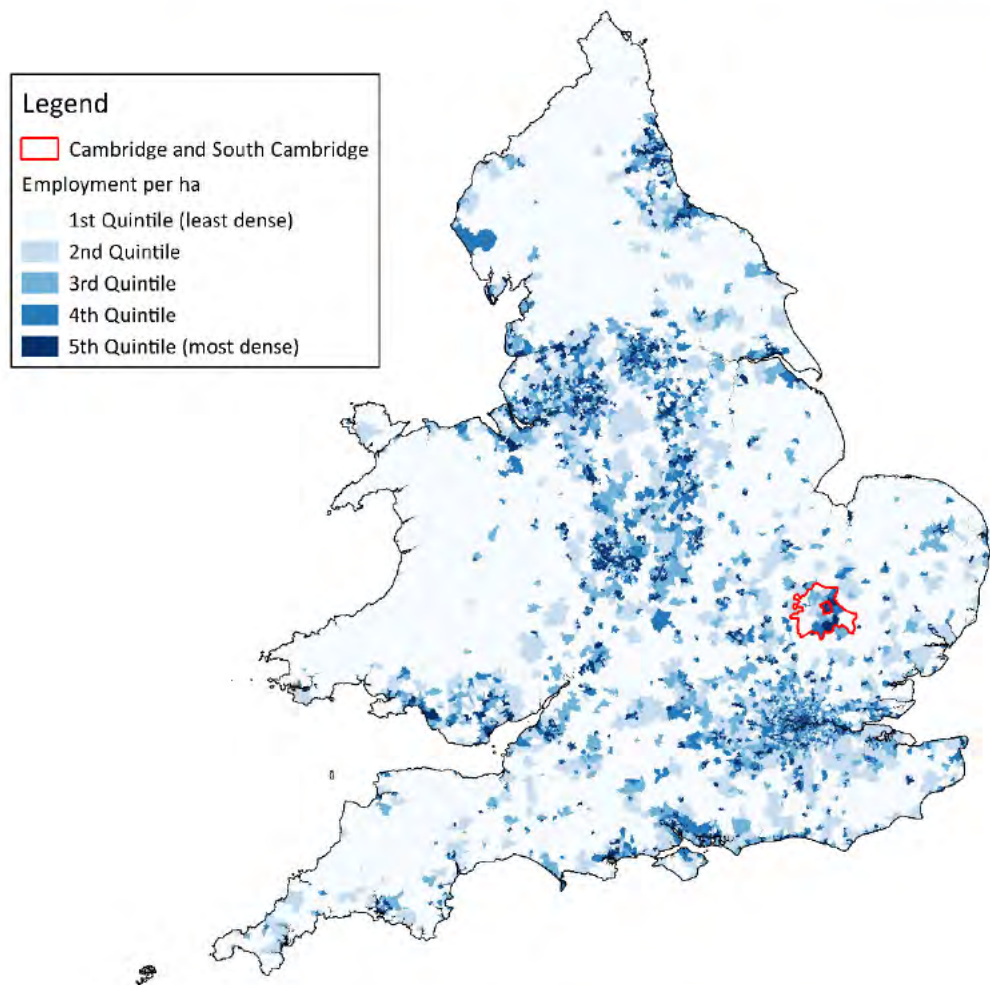 Legend
Cambridge and South Cambridge
Employment per ha
1st Quintile (least dense)
2nd Quintile
3rd Quintile
4th Quintile
5th Quintile (most dense)